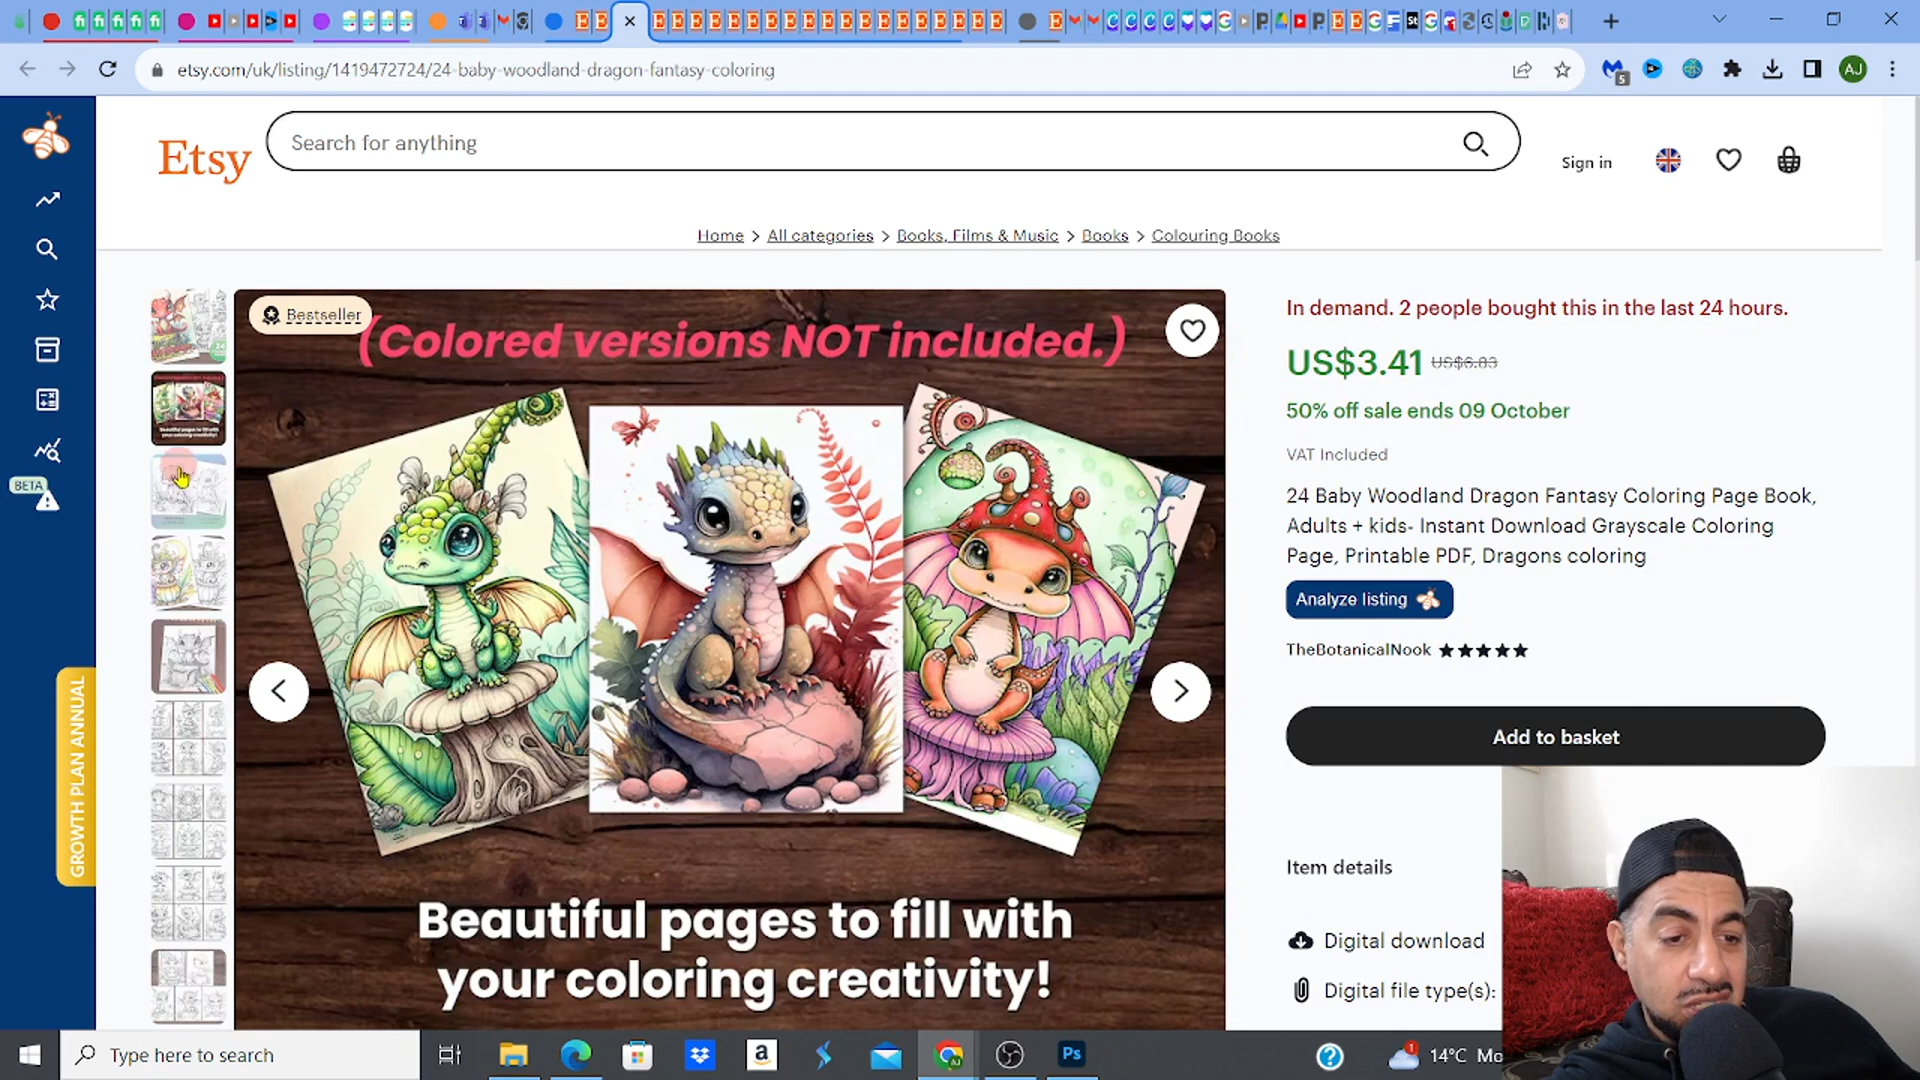 etsy.com/uk/listing/1419472724/24-baby-woodland-dragon-fantasy-coloring
5
AJ
Etsy
Search for anything
Sign in
Home > All categories > Books, Films & Music > Books > Colouring Books
Bestseller
(Colored versions NOT included.)
Beautiful pages to fill with
your coloring creativity!
In demand. 2 people bought this in the last 24 hours.
US$3.41 US$6.83
50% off sale ends 09 October
VAT Included
24 Baby Woodland Dragon Fantasy Coloring Page Book,
Adults + kids- Instant Download Grayscale Coloring
Page, Printable PDF, Dragons coloring
Analyze listing
TheBotanicalNook
Add to basket
Item details
Digital download
Digital file type(s):
BETA
GROWTH PLAN ANNUAL
Type here to search
a
Ps
?
1
14°C Mo